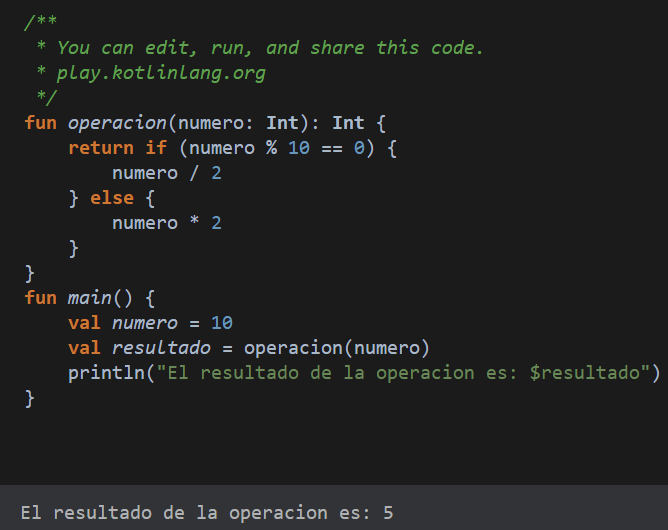 /**
 * You can edit, run, and share this code.
 * play.kotlinlang.org
 */
fun operacion(numero: Int): Int {
    return if (numero % 10 == 0) {
        numero / 2
    } else {
        numero * 2
    }
}
fun main() {
    val numero = 10
    val resultado = operacion(numero)
    println("El resultado de la operacion es: $resultado")
}
El resultado de la operacion es: 5